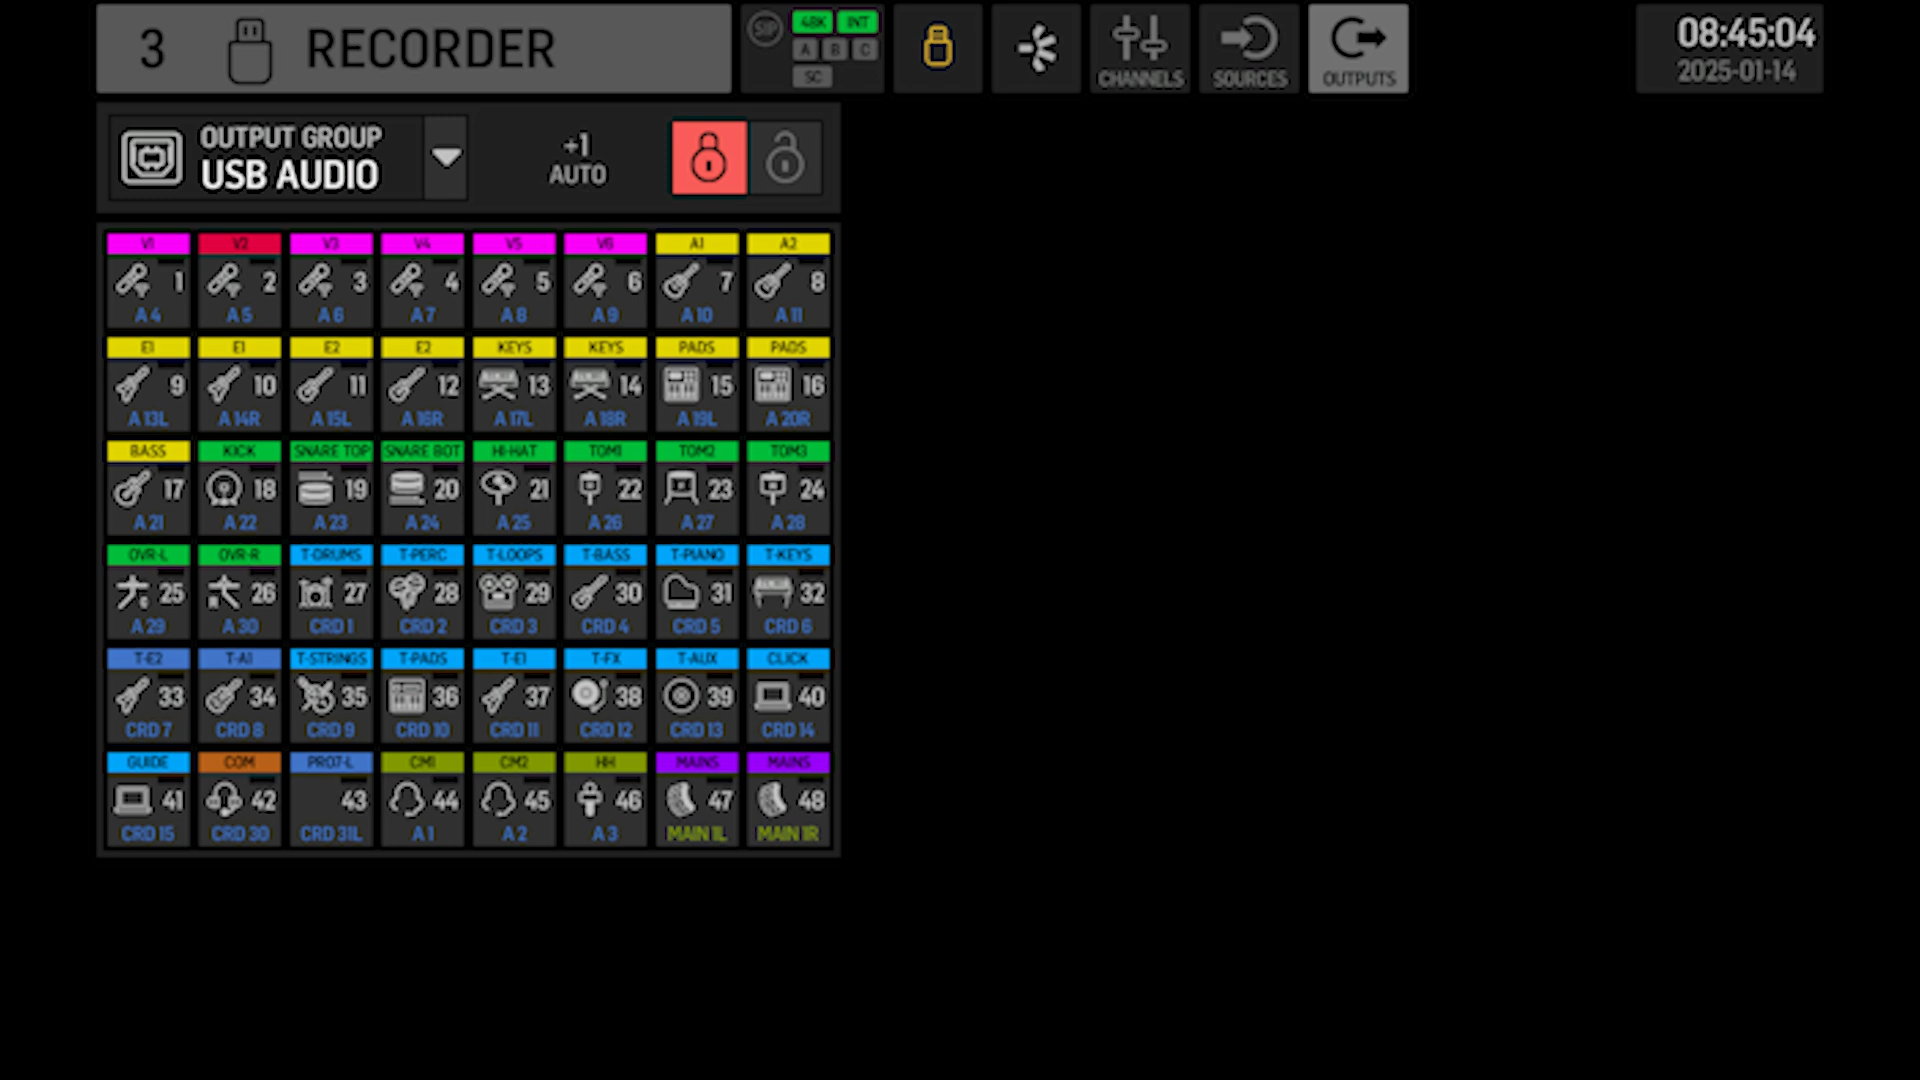 3 RECORDER
SIP 48K INT
A B C
SC
CHANNELS SOURCES OUTPUTS
08:45:04
2025-01-14
OUTPUT GROUP
USB AUDIO
+1
AUTO
V1 V2 V3 V4 V5 V6 A1 A2
1 2 3 4 5 6 7 8
A 4 A 5 A 6 A 7 A 8 A 9 A 10 A 11
E1 E1 E2 E2 KEYS KEYS PADS PADS
9 10 11 12 13 14 15 16
A 13L A 14R A 15L A 16R A 17L A 18R A 19L A 20R
BASS KICK SNARE TOP SNARE BOT HI-HAT TOM1 TOM2 TOM3
17 18 19 20 21 22 23 24
A 21 A 22 A 23 A 24 A 25 A 26 A 27 A 28
OVR-L OVR-R T-DRUMS T-PERC T-LOOPS T-BASS T-PIANO T-KEYS
25 26 27 28 29 30 31 32
A 29 A 30 CRD 1 CRD 2 CRD 3 CRD 4 CRD 5 CRD 6
T-E2 T-A1 T-STRINGS T-PADS T-E1 T-FX T-AUX CLICK
33 34 35 36 37 38 39 40
CRD 7 CRD 8 CRD 9 CRD 10 CRD 11 CRD 12 CRD 13 CRD 14
GUIDE COM PRO7-L CM1 CM2 HH MAINS MAINS
41 42 43 44 45 46 47 48
CRD 15 CRD 30 CRD 31L A 1 A 2 A 3 MAIN 1L MAIN 1R